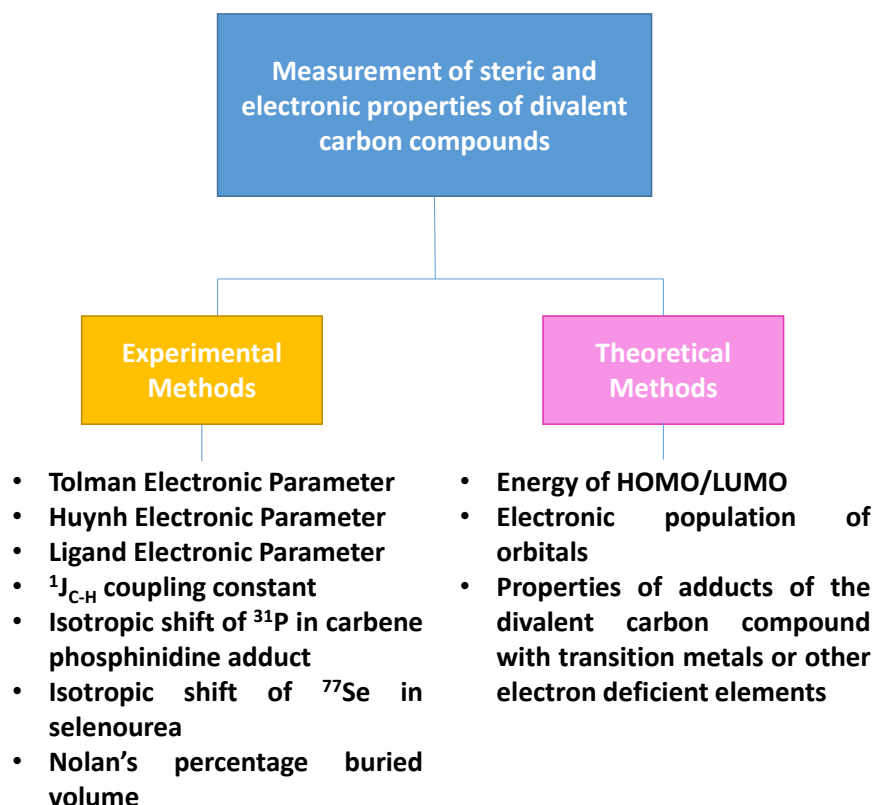 Measurement of steric and
electronic properties of divalent
carbon compounds
Experimental
Methods
Theoretical
Methods
• Tolman Electronic Parameter
• Huynh Electronic Parameter
• Ligand Electronic Parameter
• ¹J_C-H coupling constant
• Isotropic shift of ³¹P in carbene
phosphinidine adduct
• Isotropic shift of ⁷⁷Se in
selenourea
• Nolan’s percentage buried
volume
• Energy of HOMO/LUMO
• Electronic population of
orbitals
• Properties of adducts of the
divalent carbon compound
with transition metals or other
electron deficient elements